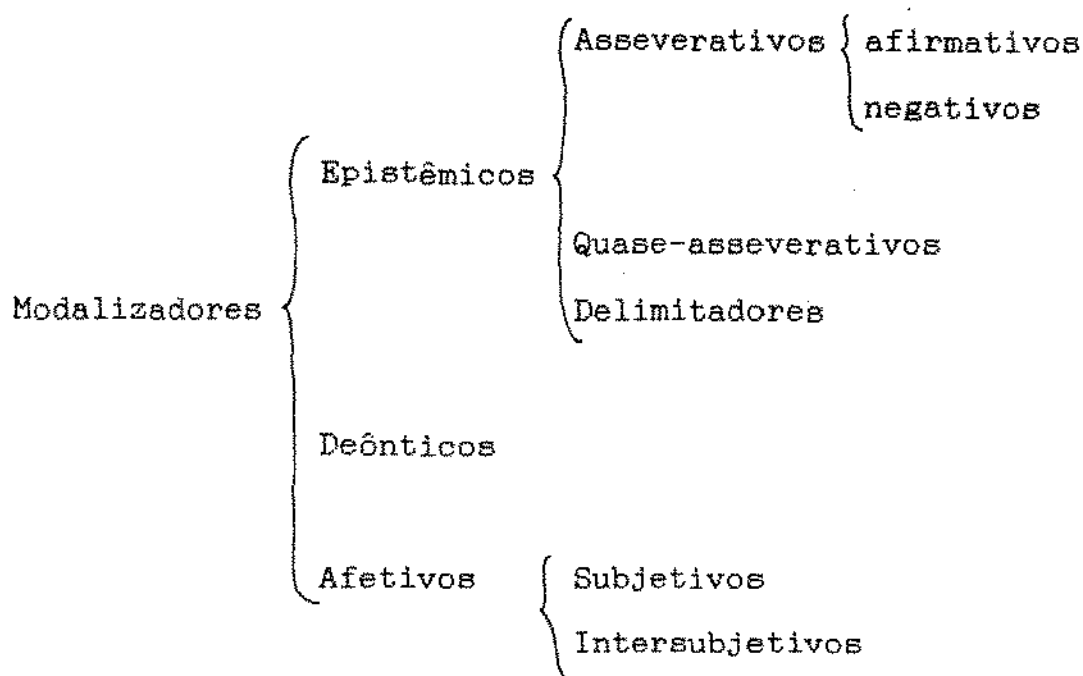 Asseverativos { afirmativos
negativos
Epistêmicos
Quase-asseverativos
Delimitadores
Modalizadores
Deônticos
Afetivos { Subjetivos
Intersubjetivos